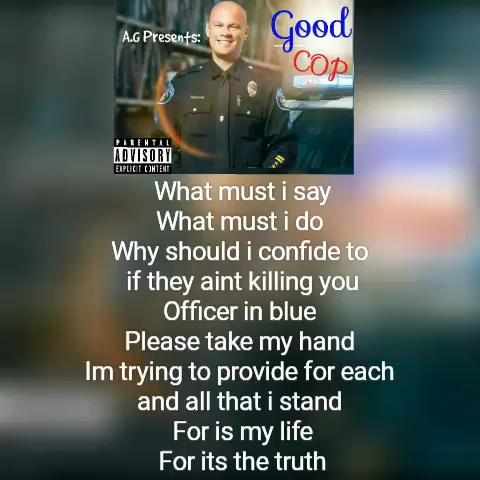 A.G Presents:
Good
Cop
PARENTAL
ADVISORY
EXPLICIT CONTENT
What must i say
What must i do
Why should i confide to
if they aint killing you
Officer in blue
Please take my hand
Im trying to provide for each
and all that i stand
For is my life
For its the truth